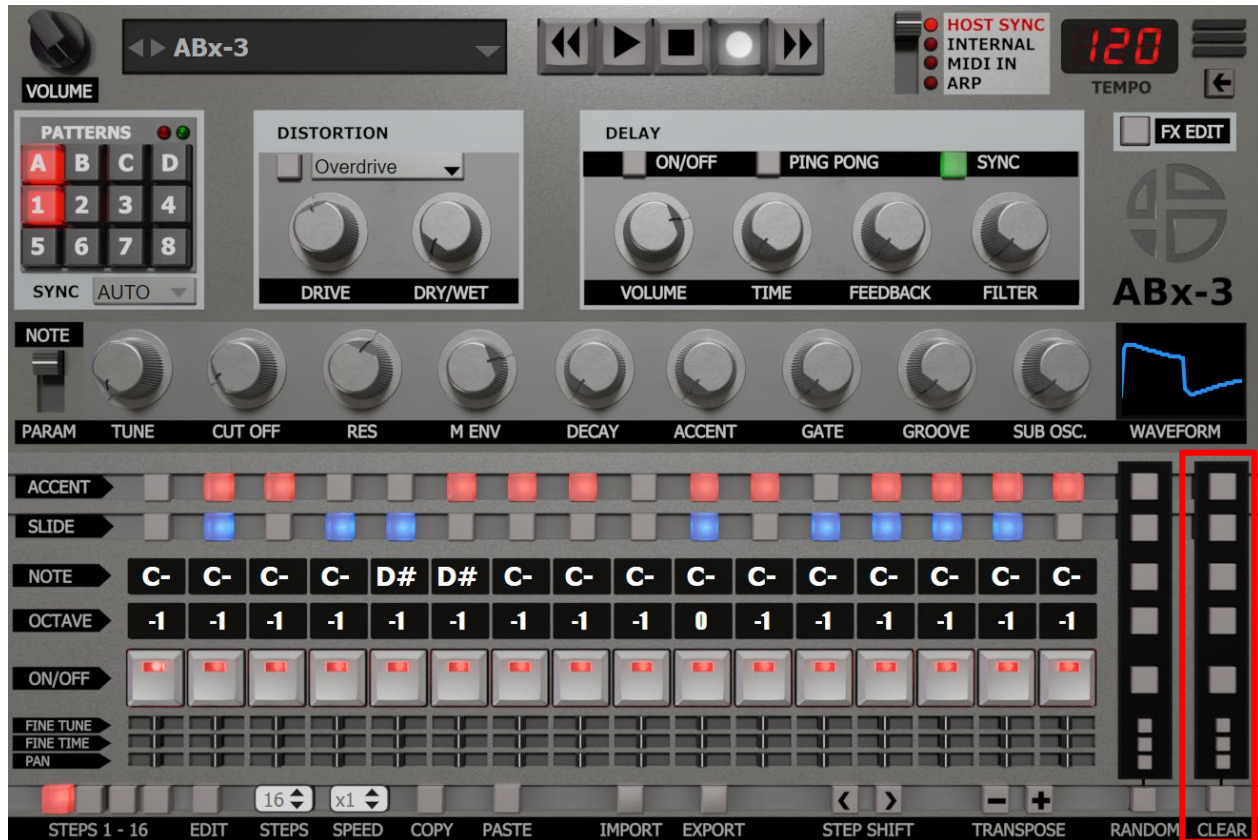 ABx-3
HOST SYNC
INTERNAL
MIDI IN
ARP
120
TEMPO
VOLUME
PATTERNS
A B C D
1 2 3 4
5 6 7 8
SYNC AUTO
DISTORTION
Overdrive
DRIVE DRY/WET
DELAY
ON/OFF PING PONG SYNC
VOLUME TIME FEEDBACK FILTER
FX EDIT
ABx-3
NOTE
PARAM TUNE CUT OFF RES M ENV DECAY ACCENT GATE GROOVE SUB OSC. WAVEFORM
ACCENT
SLIDE
NOTE C- C- C- C- D# D# C- C- C- C- C- C- C- C- C- C-
OCTAVE -1 -1 -1 -1 -1 -1 -1 -1 -1 0 -1 -1 -1 -1 -1 -1
ON/OFF
FINE TUNE
FINE TIME
PAN
16 x1 < > - +
STEPS 1 - 16 EDIT STEPS SPEED COPY PASTE IMPORT EXPORT STEP SHIFT TRANSPOSE RANDOM CLEAR